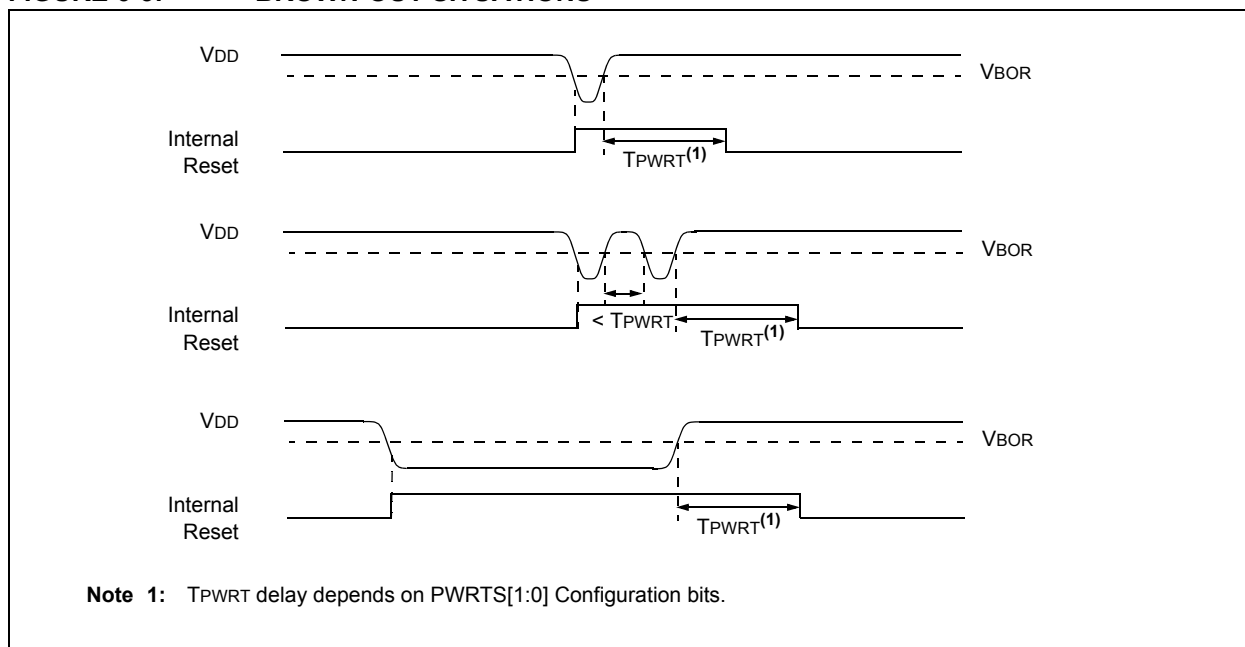 VDD
VBOR
Internal
Reset
TPWRT(1)
VDD
VBOR
Internal
Reset
< TPWRT
TPWRT(1)
VDD
VBOR
Internal
Reset
TPWRT(1)
Note 1: TPWRT delay depends on PWRTS[1:0] Configuration bits.